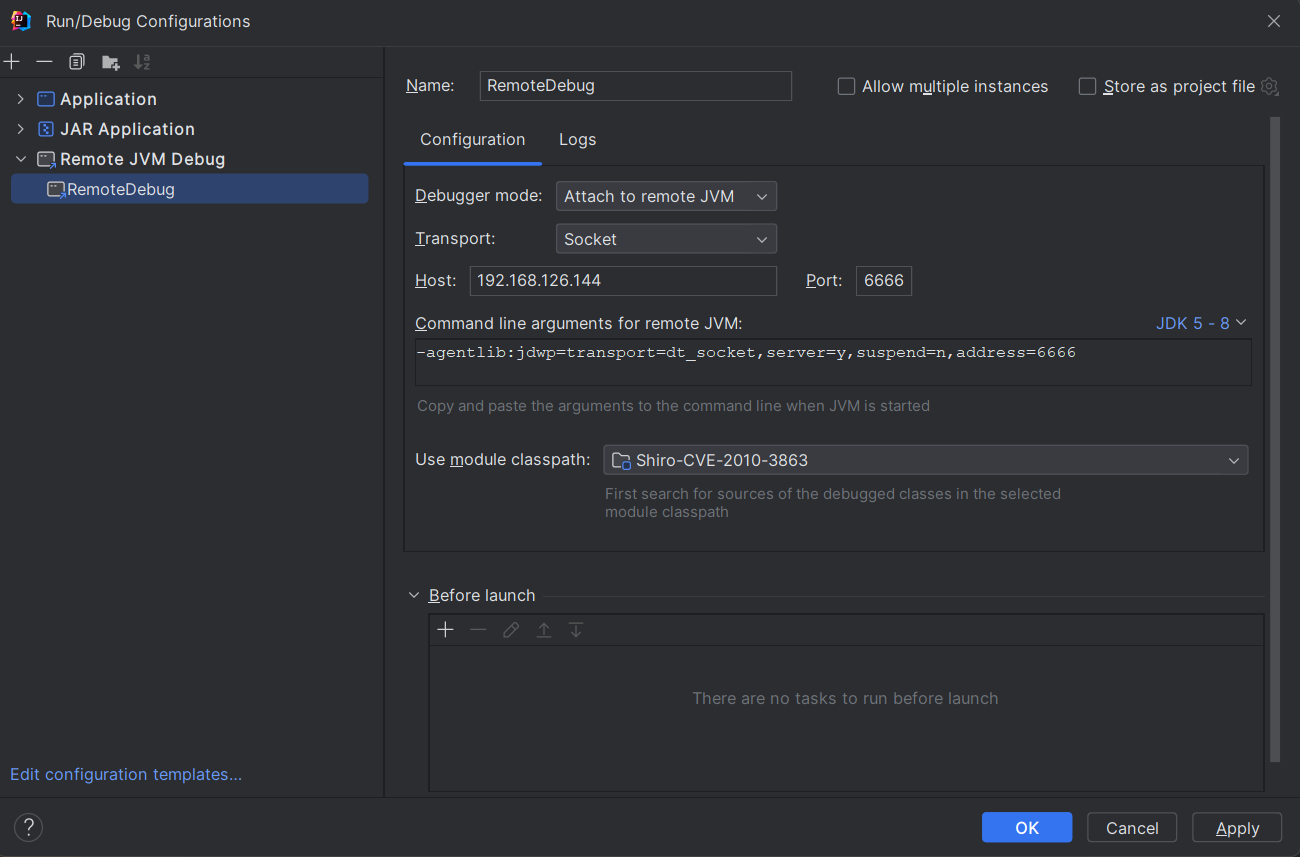 Run/Debug Configurations
Name: RemoteDebug Allow multiple instances Store as project file
Application
JAR Application
Remote JVM Debug
RemoteDebug
Configuration Logs
Debugger mode: Attach to remote JVM
Transport: Socket
Host: 192.168.126.144 Port: 6666
Command line arguments for remote JVM: JDK 5 - 8
-agentlib:jdwp=transport=dt_socket,server=y,suspend=n,address=6666
Copy and paste the arguments to the command line when JVM is started
Use module classpath: Shiro-CVE-2010-3863
First search for sources of the debugged classes in the selected
module classpath
Before launch
There are no tasks to run before launch
Edit configuration templates...
? OK Cancel Apply